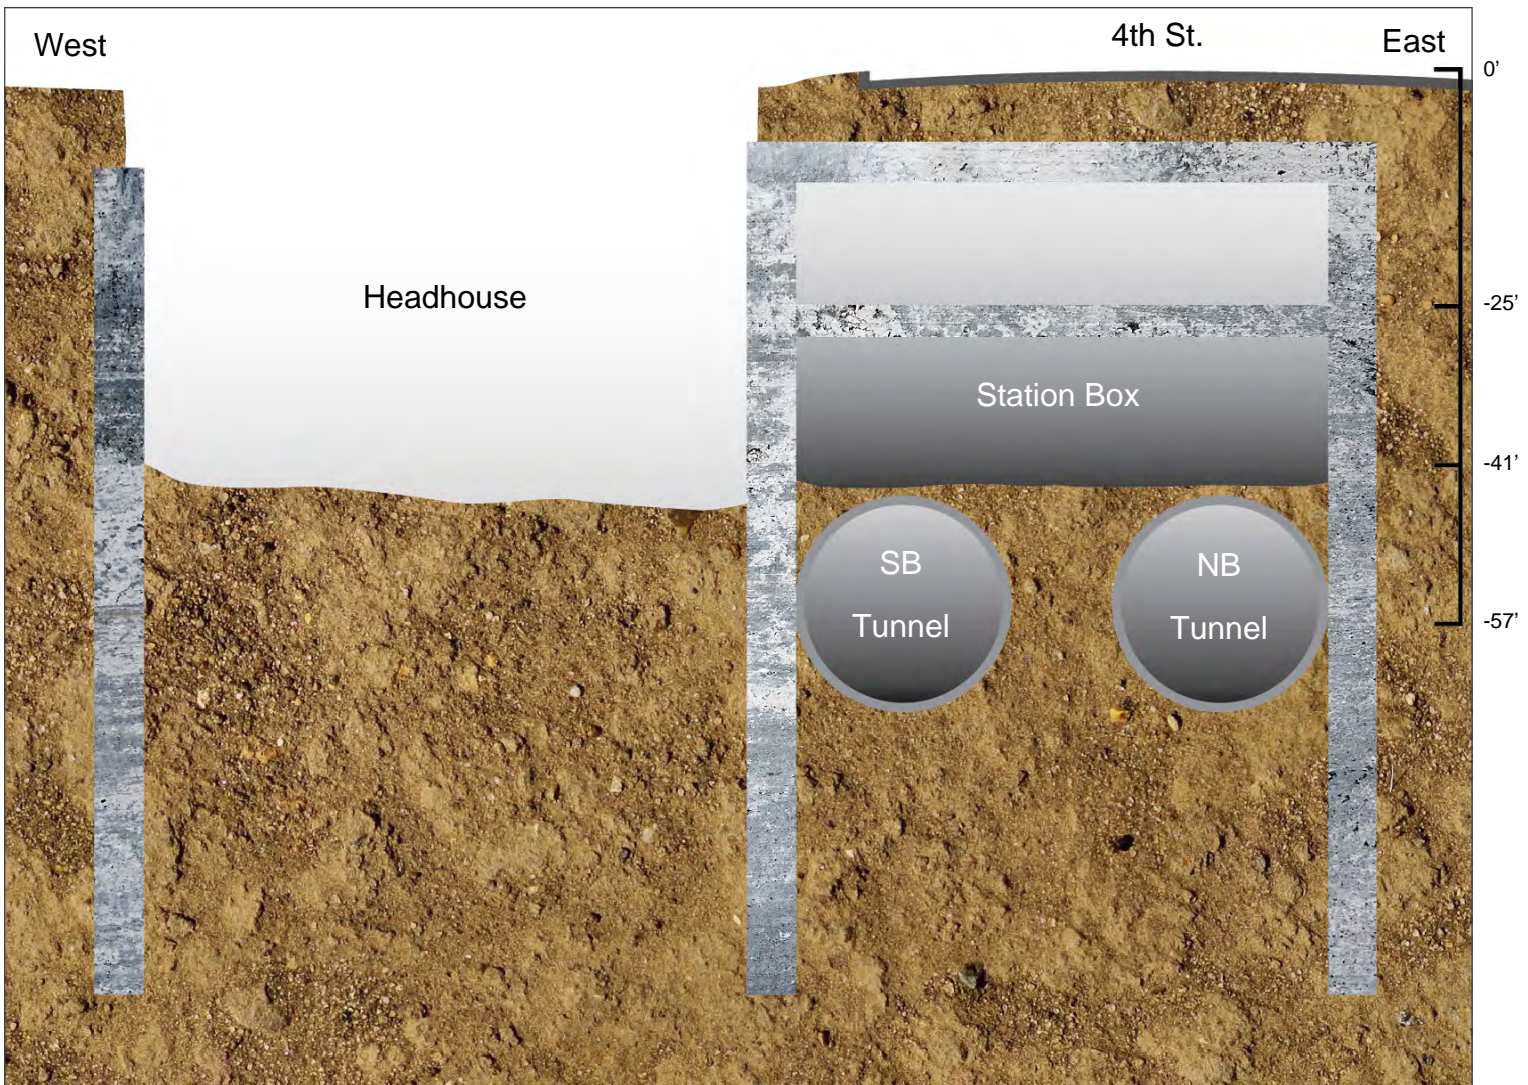 West
4th St.
East
0’
Headhouse
-25’
Station Box
-41’
SB
Tunnel
NB
Tunnel
-57’